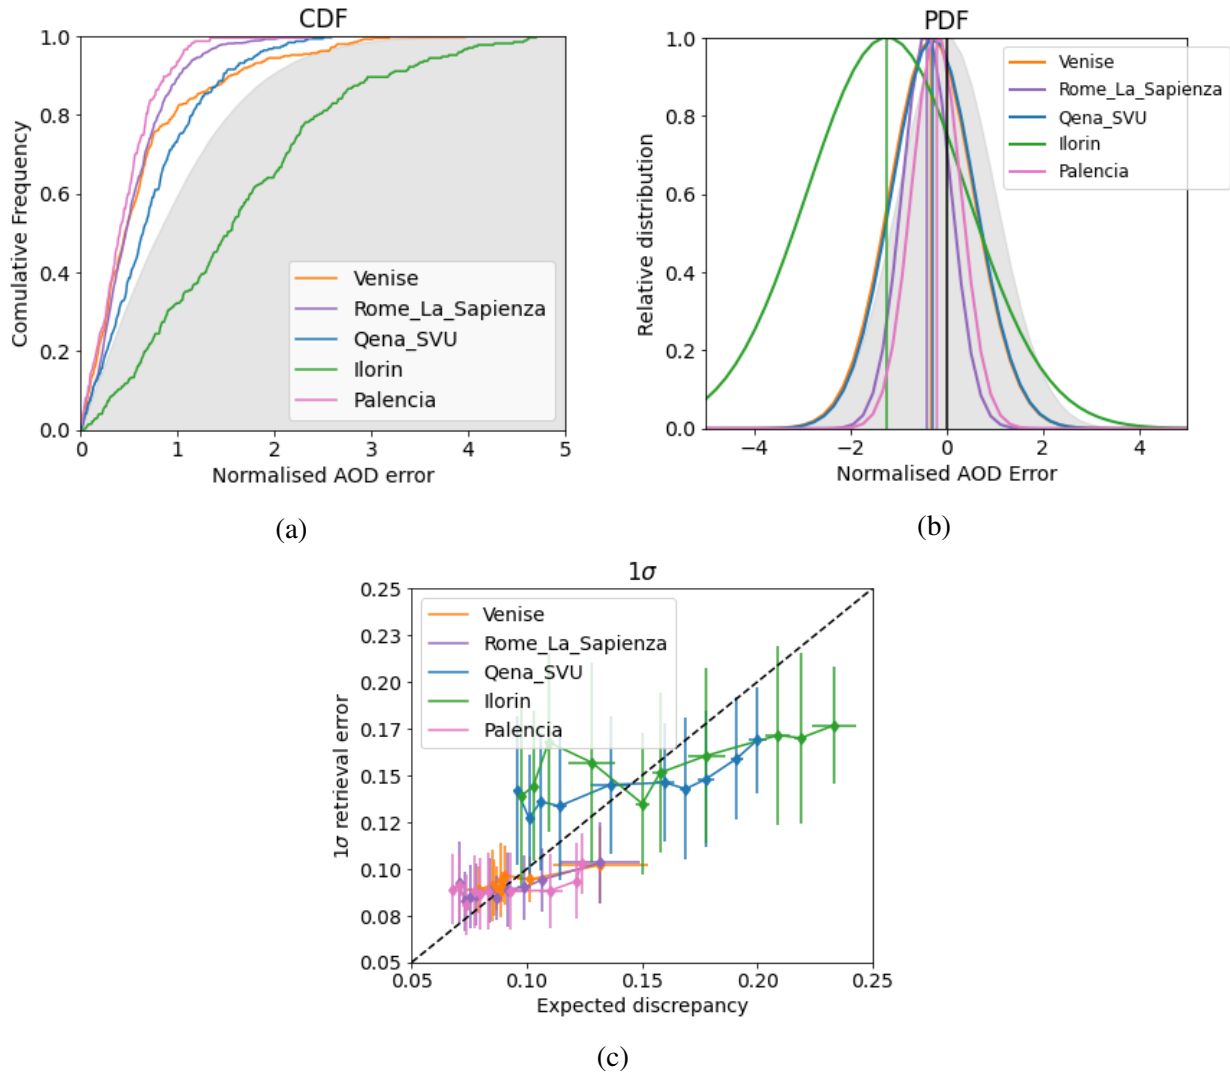 CDF
1.0
0.8
0.6
0.4
0.2
0.0
Comulative Frequency
Venise
Rome_La_Sapienza
Qena_SVU
Ilorin
Palencia
0 1 2 3 4 5
Normalised AOD error
(a)
PDF
1.0
0.8
0.6
0.4
0.2
0.0
Relative distribution
Venise
Rome_La_Sapienza
Qena_SVU
Ilorin
Palencia
−4 −2 0 2 4
Normalised AOD Error
(b)
1σ
0.25
0.23
0.20
0.17
0.15
0.12
0.10
0.08
0.05
1σ retrieval error
Venise
Rome_La_Sapienza
Qena_SVU
Ilorin
Palencia
0.05 0.10 0.15 0.20 0.25
Expected discrepancy
(c)